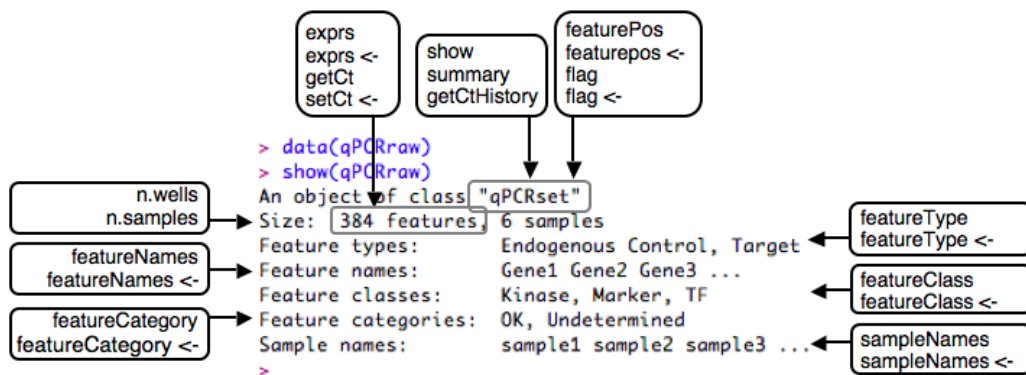 exprs
exprs <-
getCt
setCt <-
show
summary
getCtHistory
featurePos
featurepos <-
flag
flag <-
> data(qPCRraw)
> show(qPCRraw)
An object of class "qPCRset"
Size: 384 features, 6 samples
Feature types: Endogenous Control, Target
Feature names: Gene1 Gene2 Gene3 ...
Feature classes: Kinase, Marker, TF
Feature categories: OK, Undetermined
Sample names: sample1 sample2 sample3 ...
>
n.wells
n.samples
featureNames
featureNames <-
featureCategory
featureCategory <-
featureType
featureType <-
featureClass
featureClass <-
sampleNames
sampleNames <-